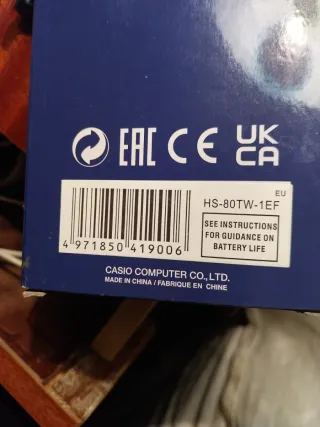 EAC CE UK
CA
EU
HS-80TW-1EF
SEE INSTRUCTIONS
FOR GUIDANCE ON
BATTERY LIFE
4 971850 419006
CASIO COMPUTER CO.,LTD.
MADE IN CHINA / FABRIQUE EN CHINE